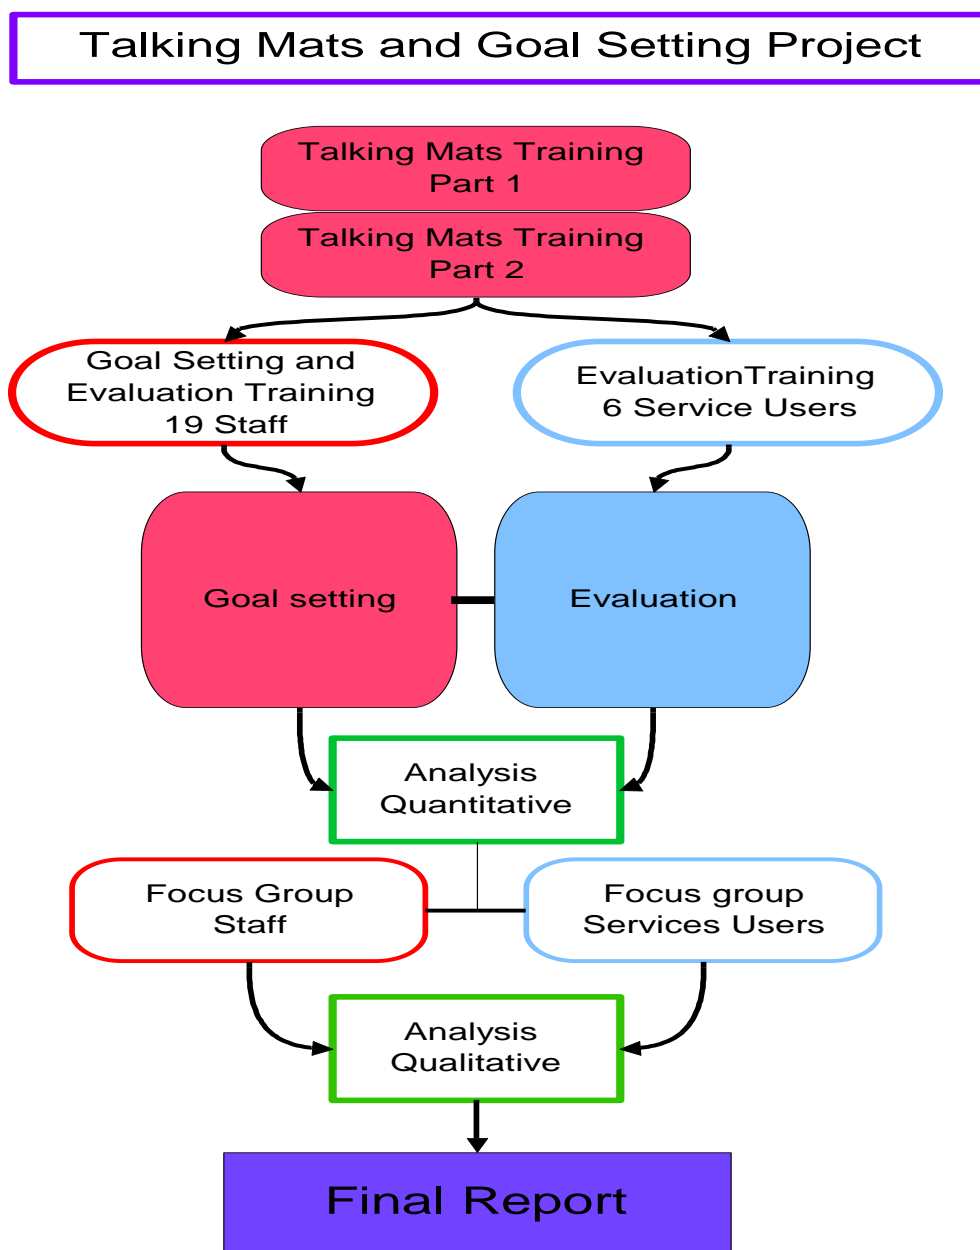 Talking Mats and Goal Setting Project
Talking Mats Training
Part 1
Talking Mats Training
Part 2
Goal Setting and
Evaluation Training
19 Staff
EvaluationTraining
6 Service Users
Goal setting
Evaluation
Analysis
Quantitative
Focus Group
Staff
Focus group
Services Users
Analysis
Qualitative
Final Report